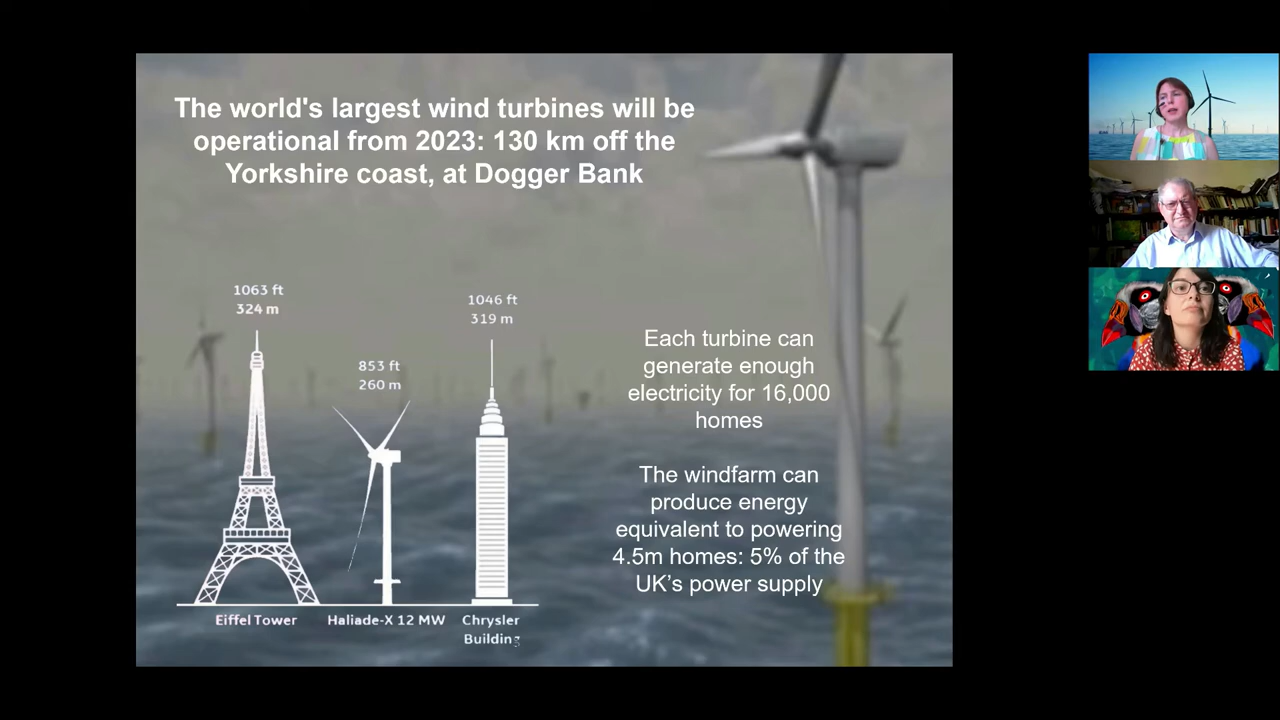 The world's largest wind turbines will be
operational from 2023: 130 km off the
Yorkshire coast, at Dogger Bank
1063 ft
324 m
853 ft
260 m
1046 ft
319 m
Each turbine can
generate enough
electricity for 16,000
homes
The windfarm can
produce energy
equivalent to powering
4.5m homes: 5% of the
UK's power supply
Eiffel Tower
Haliade-X 12 MW
Chrysler
Building